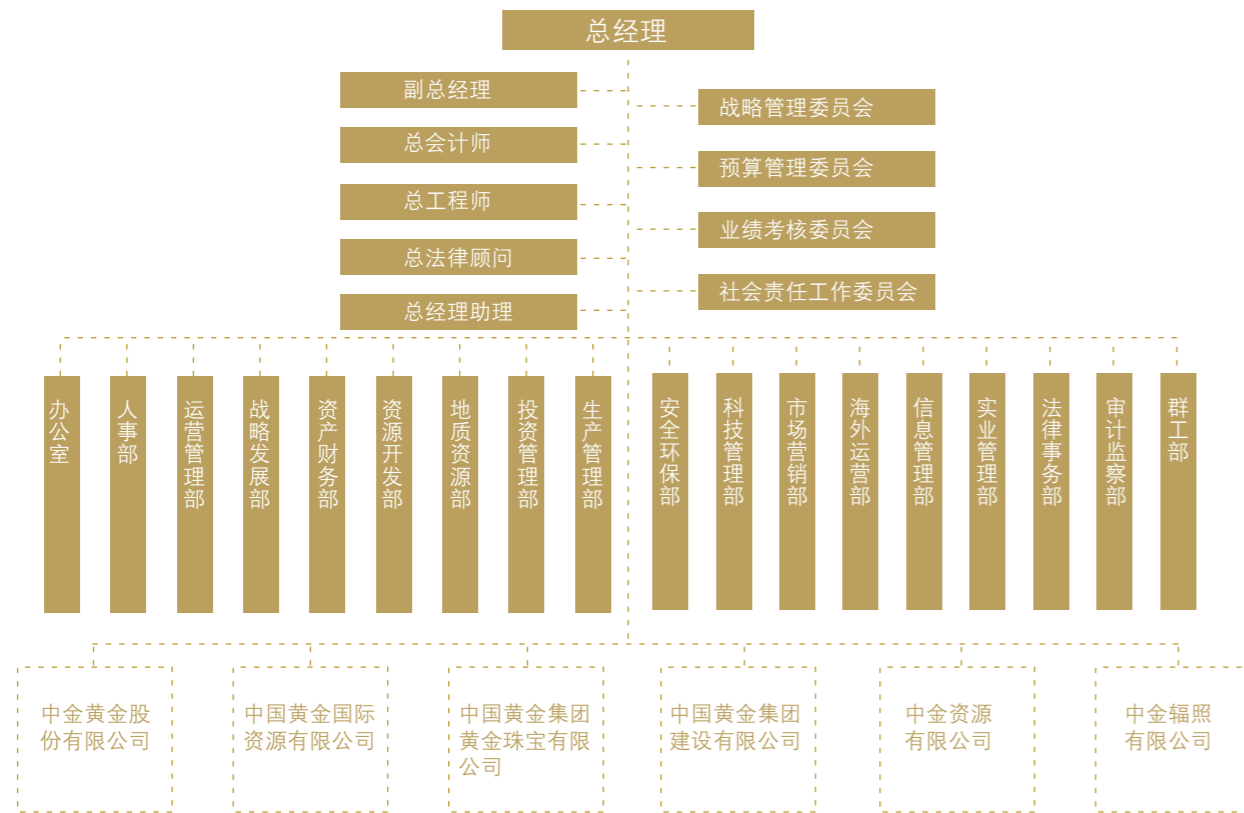 总经理
副总经理
总会计师
总工程师
总法律顾问
总经理助理
战略管理委员会
预算管理委员会
业绩考核委员会
社会责任工作委员会
办公室
人事部
运营管理部
战略发展部
资产财务部
资源开发部
地质资源部
投资管理部
生产管理部
安全环保部
科技管理部
市场营销部
海外运营部
信息管理部
实业管理部
法律事务部
审计监察部
群工部
中金黄金股
份有限公司
中国黄金国际
资源有限公司
中国黄金集团
黄金珠宝有限
公司
中国黄金集团
建设有限公司
中金资源
有限公司
中金辐照
有限公司